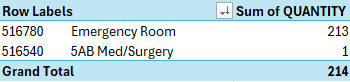 Row Labels Sum of QUANTITY
516780 Emergency Room 213
516540 5AB Med/Surgery 1
Grand Total 214